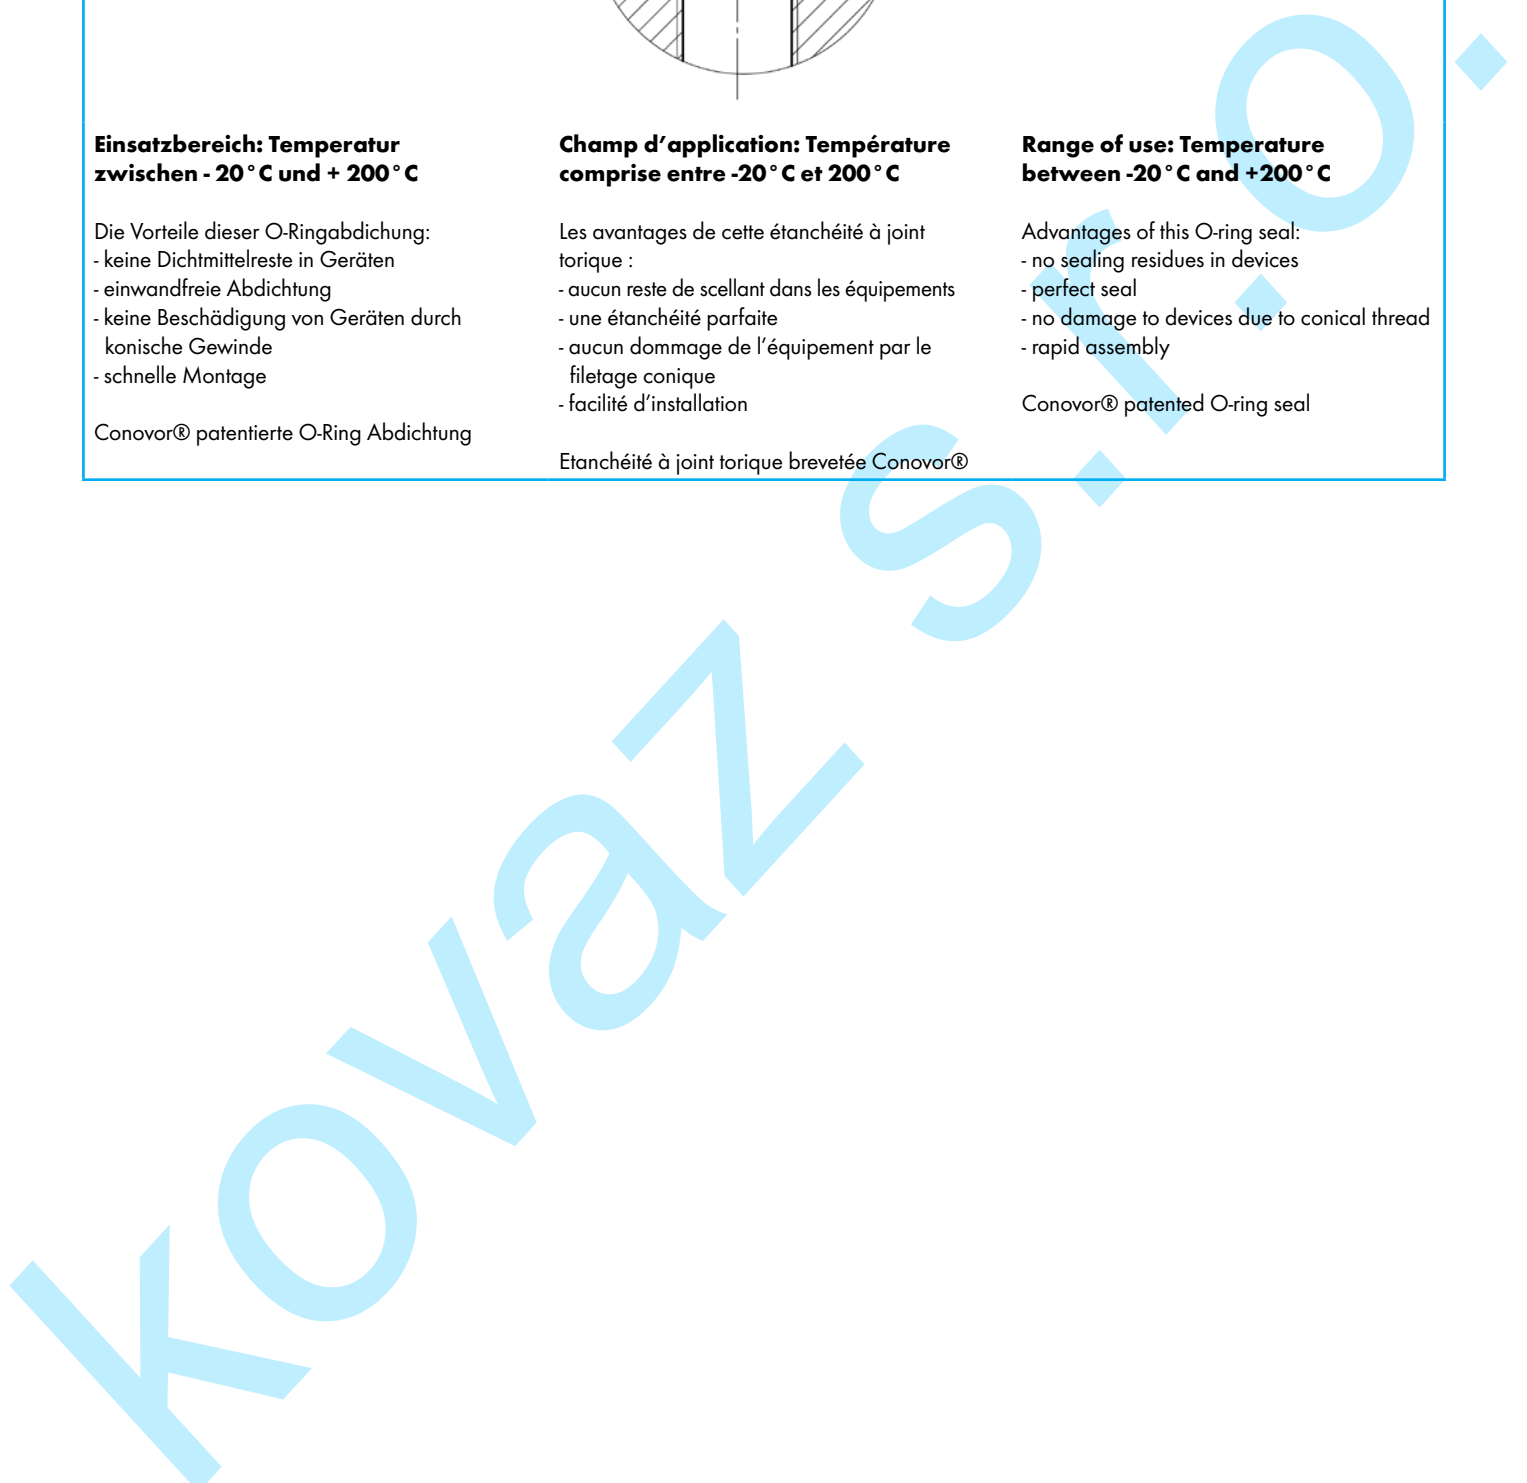 Einsatzbereich: Temperatur
zwischen - 20°C und + 200°C
Die Vorteile dieser O-Ringabdichung:
- keine Dichtmittelreste in Geräten
- einwandfreie Abdichtung
- keine Beschädigung von Geräten durch
konische Gewinde
- schnelle Montage
Conovor® patentierte O-Ring Abdichtung
Champ d’application: Température
comprise entre -20°C et 200°C
Les avantages de cette étanchéité à joint
torique :
- aucun reste de scellant dans les équipements
- une étanchéité parfaite
- aucun dommage de l’équipement par le
filetage conique
- facilité d’installation
Etanchéité à joint torique brevetée Conovor®
Range of use: Temperature
between -20°C and +200°C
Advantages of this O-ring seal:
- no sealing residues in devices
- perfect seal
- no damage to devices due to conical thread
- rapid assembly
Conovor® patented O-ring seal
kovaz s.r.o.